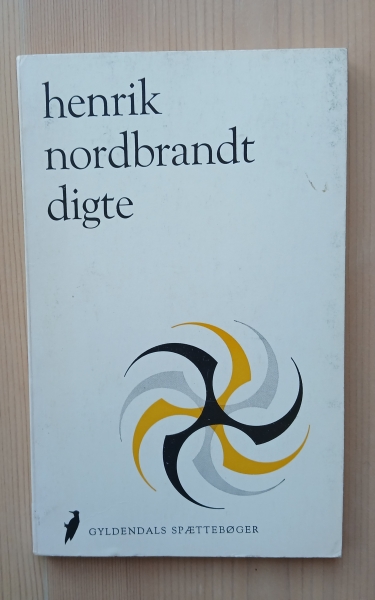 henrik
nordbrandt
digte
GYLDENDALS SPÆTTEBØGER